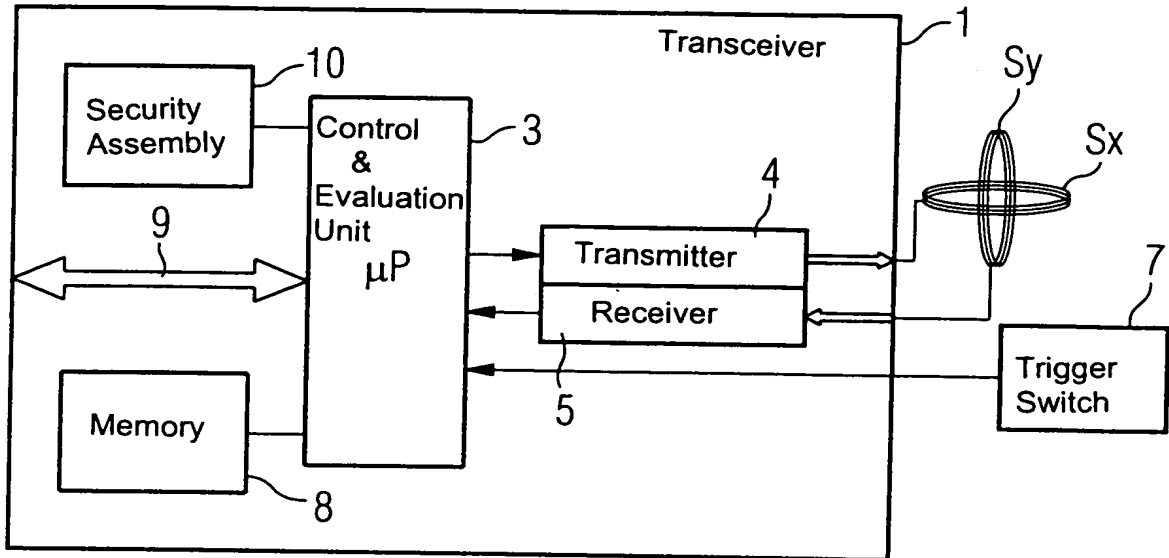 Transceiver
1
10
Security
Assembly
Control
&
Evaluation
Unit
μP
3
Sy
Sx
4
Transmitter
Receiver
5
9
7
Trigger
Switch
Memory
8